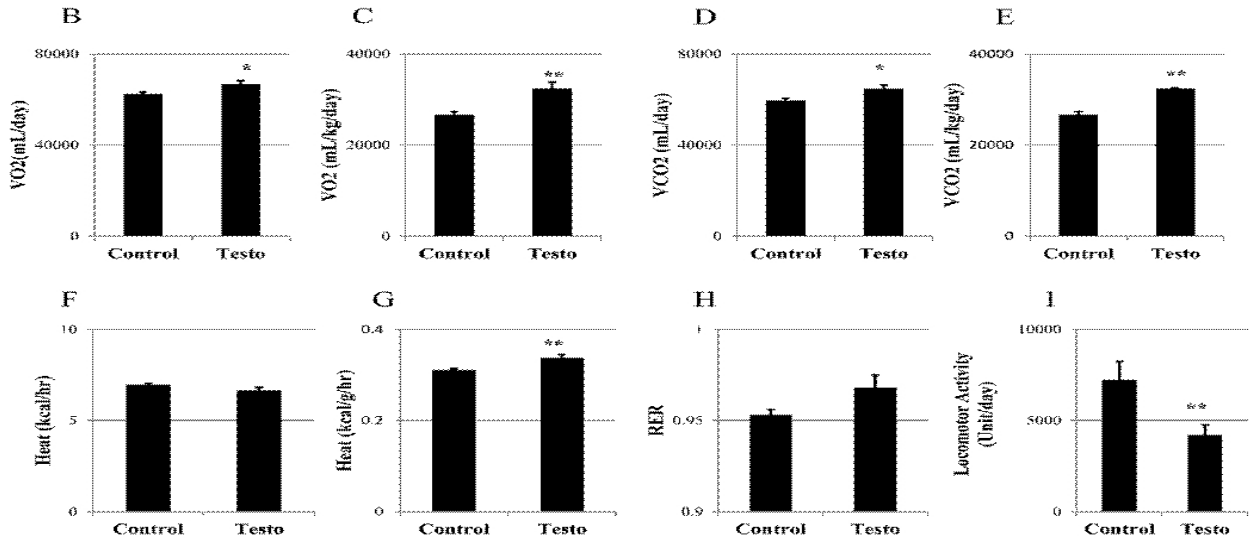 B
80000
40000
0
VO2(mL/day)
*
Control Testo
C
40000
20000
0
VO2 (mL/kg/day)
**
Control Testo
D
80000
40000
0
VCO2 (mL/day)
*
Control Testo
E
40000
20000
0
VCO2 (mL/kg/day)
**
Control Testo
F
10
5
0
Heat (kcal/hr)
Control Testo
G
0.4
0.2
0
Heat (kcal/g/hr)
**
Control Testo
H
1
0.95
0.9
RER
Control Testo
I
10000
5000
0
Locomotor Activity
(Unit/day)
**
Control Testo